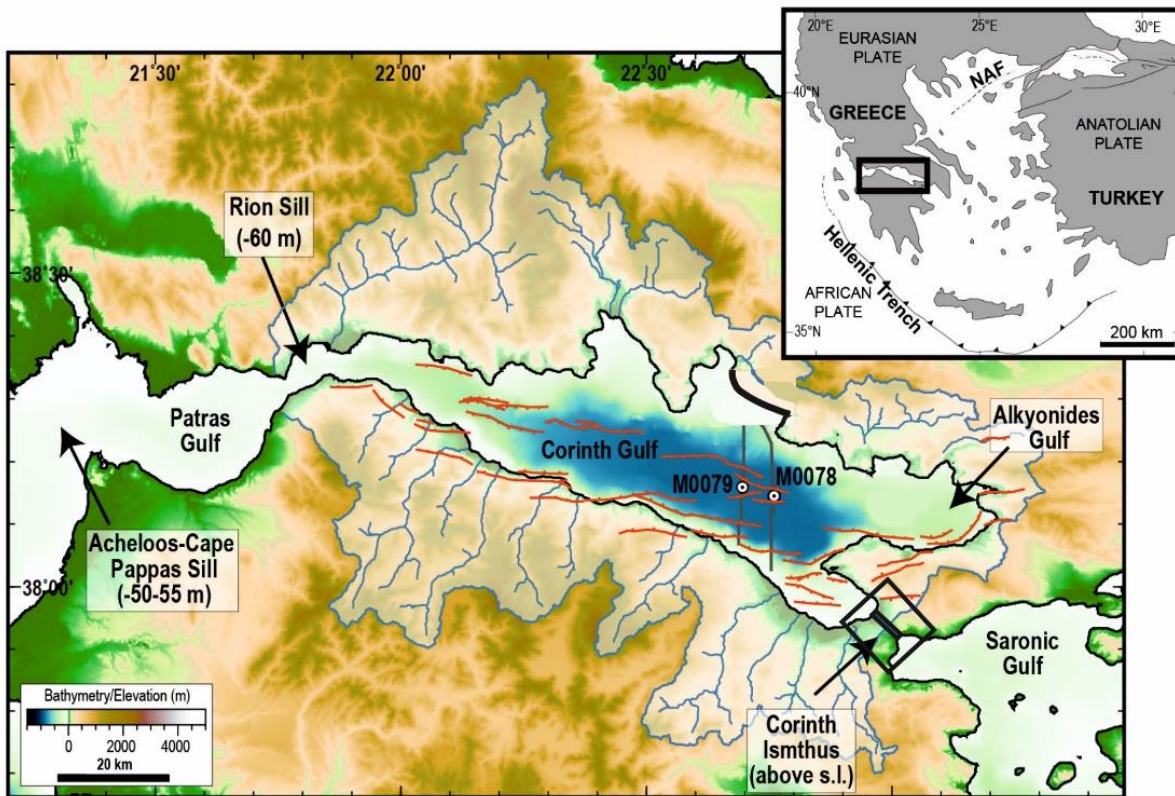 20˚E
25˚E
30˚E
EURASIAN
PLATE
NAF
40˚N
GREECE
ANATOLIAN
PLATE
TURKEY
Hellenic Trench
AFRICAN
PLATE
35˚N
200 km
21˚30'
22˚00'
22˚30'
38˚30'
38˚00'
Rion Sill
(-60 m)
Patras
Gulf
Corinth Gulf
Alkyonides
Gulf
M0079
M0078
Acheloos-Cape
Pappas Sill
(-50-55 m)
Saronic
Gulf
Corinth
Ismthus
(above s.l.)
Bathymetry/Elevation (m)
0 2000 4000
20 km